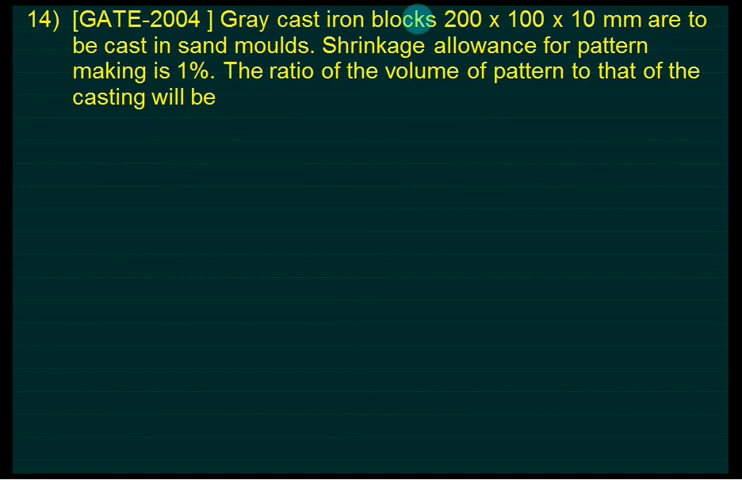 14) [GATE-2004 ] Gray cast iron blocks 200 x 100 x 10 mm are to
be cast in sand moulds. Shrinkage allowance for pattern
making is 1%. The ratio of the volume of pattern to that of the
casting will be